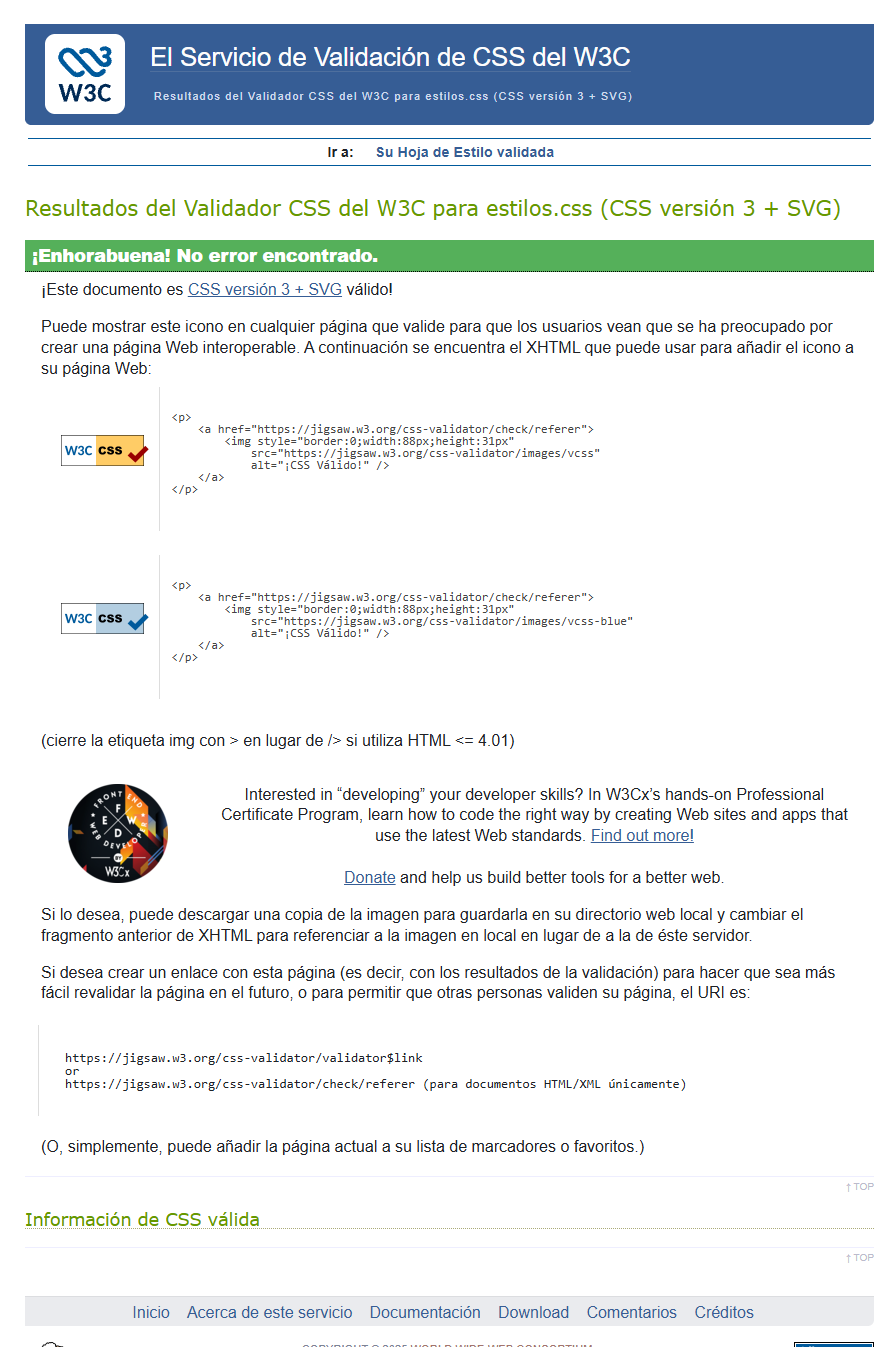 W3C
El Servicio de Validación de CSS del W3C
Resultados del Validador CSS del W3C para estilos.css (CSS versión 3 + SVG)
Ir a: Su Hoja de Estilo validada
Resultados del Validador CSS del W3C para estilos.css (CSS versión 3 + SVG)
¡Enhorabuena! No error encontrado.
¡Este documento es CSS versión 3 + SVG válido!
Puede mostrar este icono en cualquier página que valide para que los usuarios vean que se ha preocupado por
crear una página Web interoperable. A continuación se encuentra el XHTML que puede usar para añadir el icono a
su página Web:
<p>
<a href="https://jigsaw.w3.org/css-validator/check/referer">
<img style="border:0;width:88px;height:31px"
src="https://jigsaw.w3.org/css-validator/images/vcss"
alt="¡CSS Válido!" />
</a>
</p>
W3C css
<p>
<a href="https://jigsaw.w3.org/css-validator/check/referer">
<img style="border:0;width:88px;height:31px"
src="https://jigsaw.w3.org/css-validator/images/vcss-blue"
alt="¡CSS Válido!" />
</a>
</p>
W3C css
(cierre la etiqueta img con > en lugar de /> si utiliza HTML <= 4.01)
FRONT END
WEB DEVELOPER
F
E W
D
BY
W3Cx
Interested in “developing” your developer skills? In W3Cx’s hands-on Professional
Certificate Program, learn how to code the right way by creating Web sites and apps that
use the latest Web standards. Find out more!
Donate and help us build better tools for a better web.
Si lo desea, puede descargar una copia de la imagen para guardarla en su directorio web local y cambiar el
fragmento anterior de XHTML para referenciar a la imagen en local en lugar de a la de éste servidor.
Si desea crear un enlace con esta página (es decir, con los resultados de la validación) para hacer que sea más
fácil revalidar la página en el futuro, o para permitir que otras personas validen su página, el URI es:
https://jigsaw.w3.org/css-validator/validator$link
or
https://jigsaw.w3.org/css-validator/check/referer (para documentos HTML/XML únicamente)
(O, simplemente, puede añadir la página actual a su lista de marcadores o favoritos.)
↑ TOP
Información de CSS válida
↑ TOP
Inicio Acerca de este servicio Documentación Download Comentarios Créditos